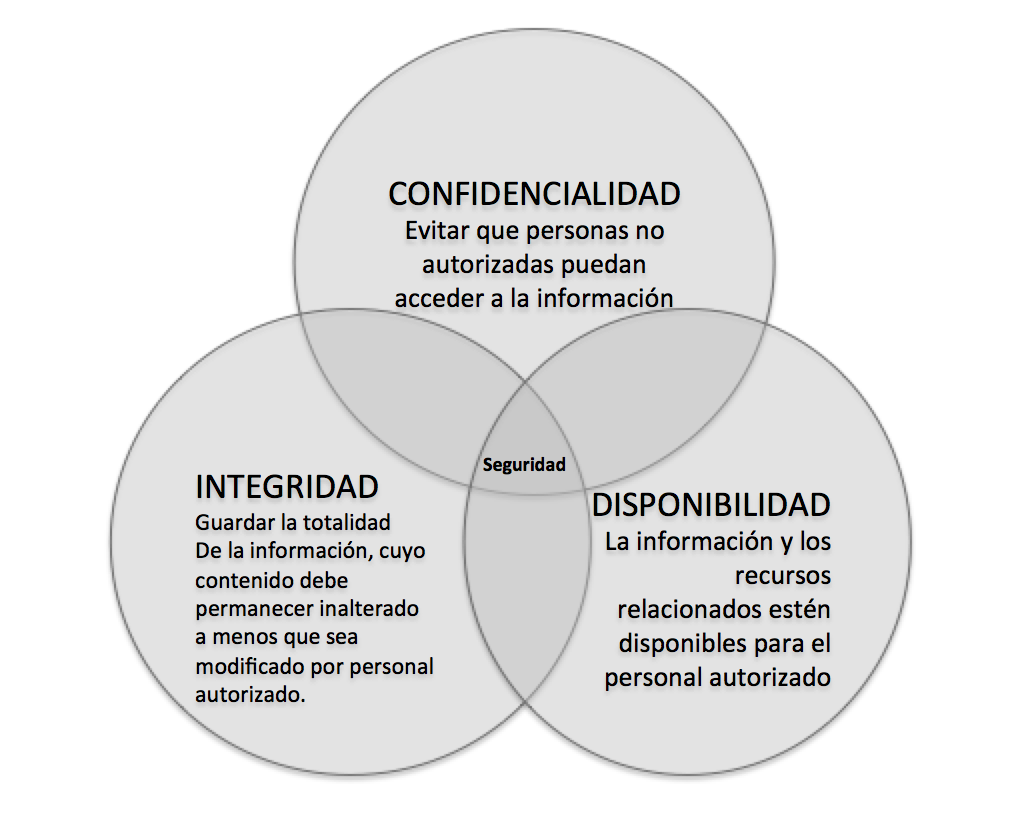 CONFIDENCIALIDAD
Evitar que personas no
autorizadas puedan
acceder a la información
Seguridad
INTEGRIDAD
Guardar la totalidad
De la información, cuyo
contenido debe
permanecer inalterado
a menos que sea
modificado por personal
autorizado.
DISPONIBILIDAD
La información y los
recursos
relacionados estén
disponibles para el
personal autorizado